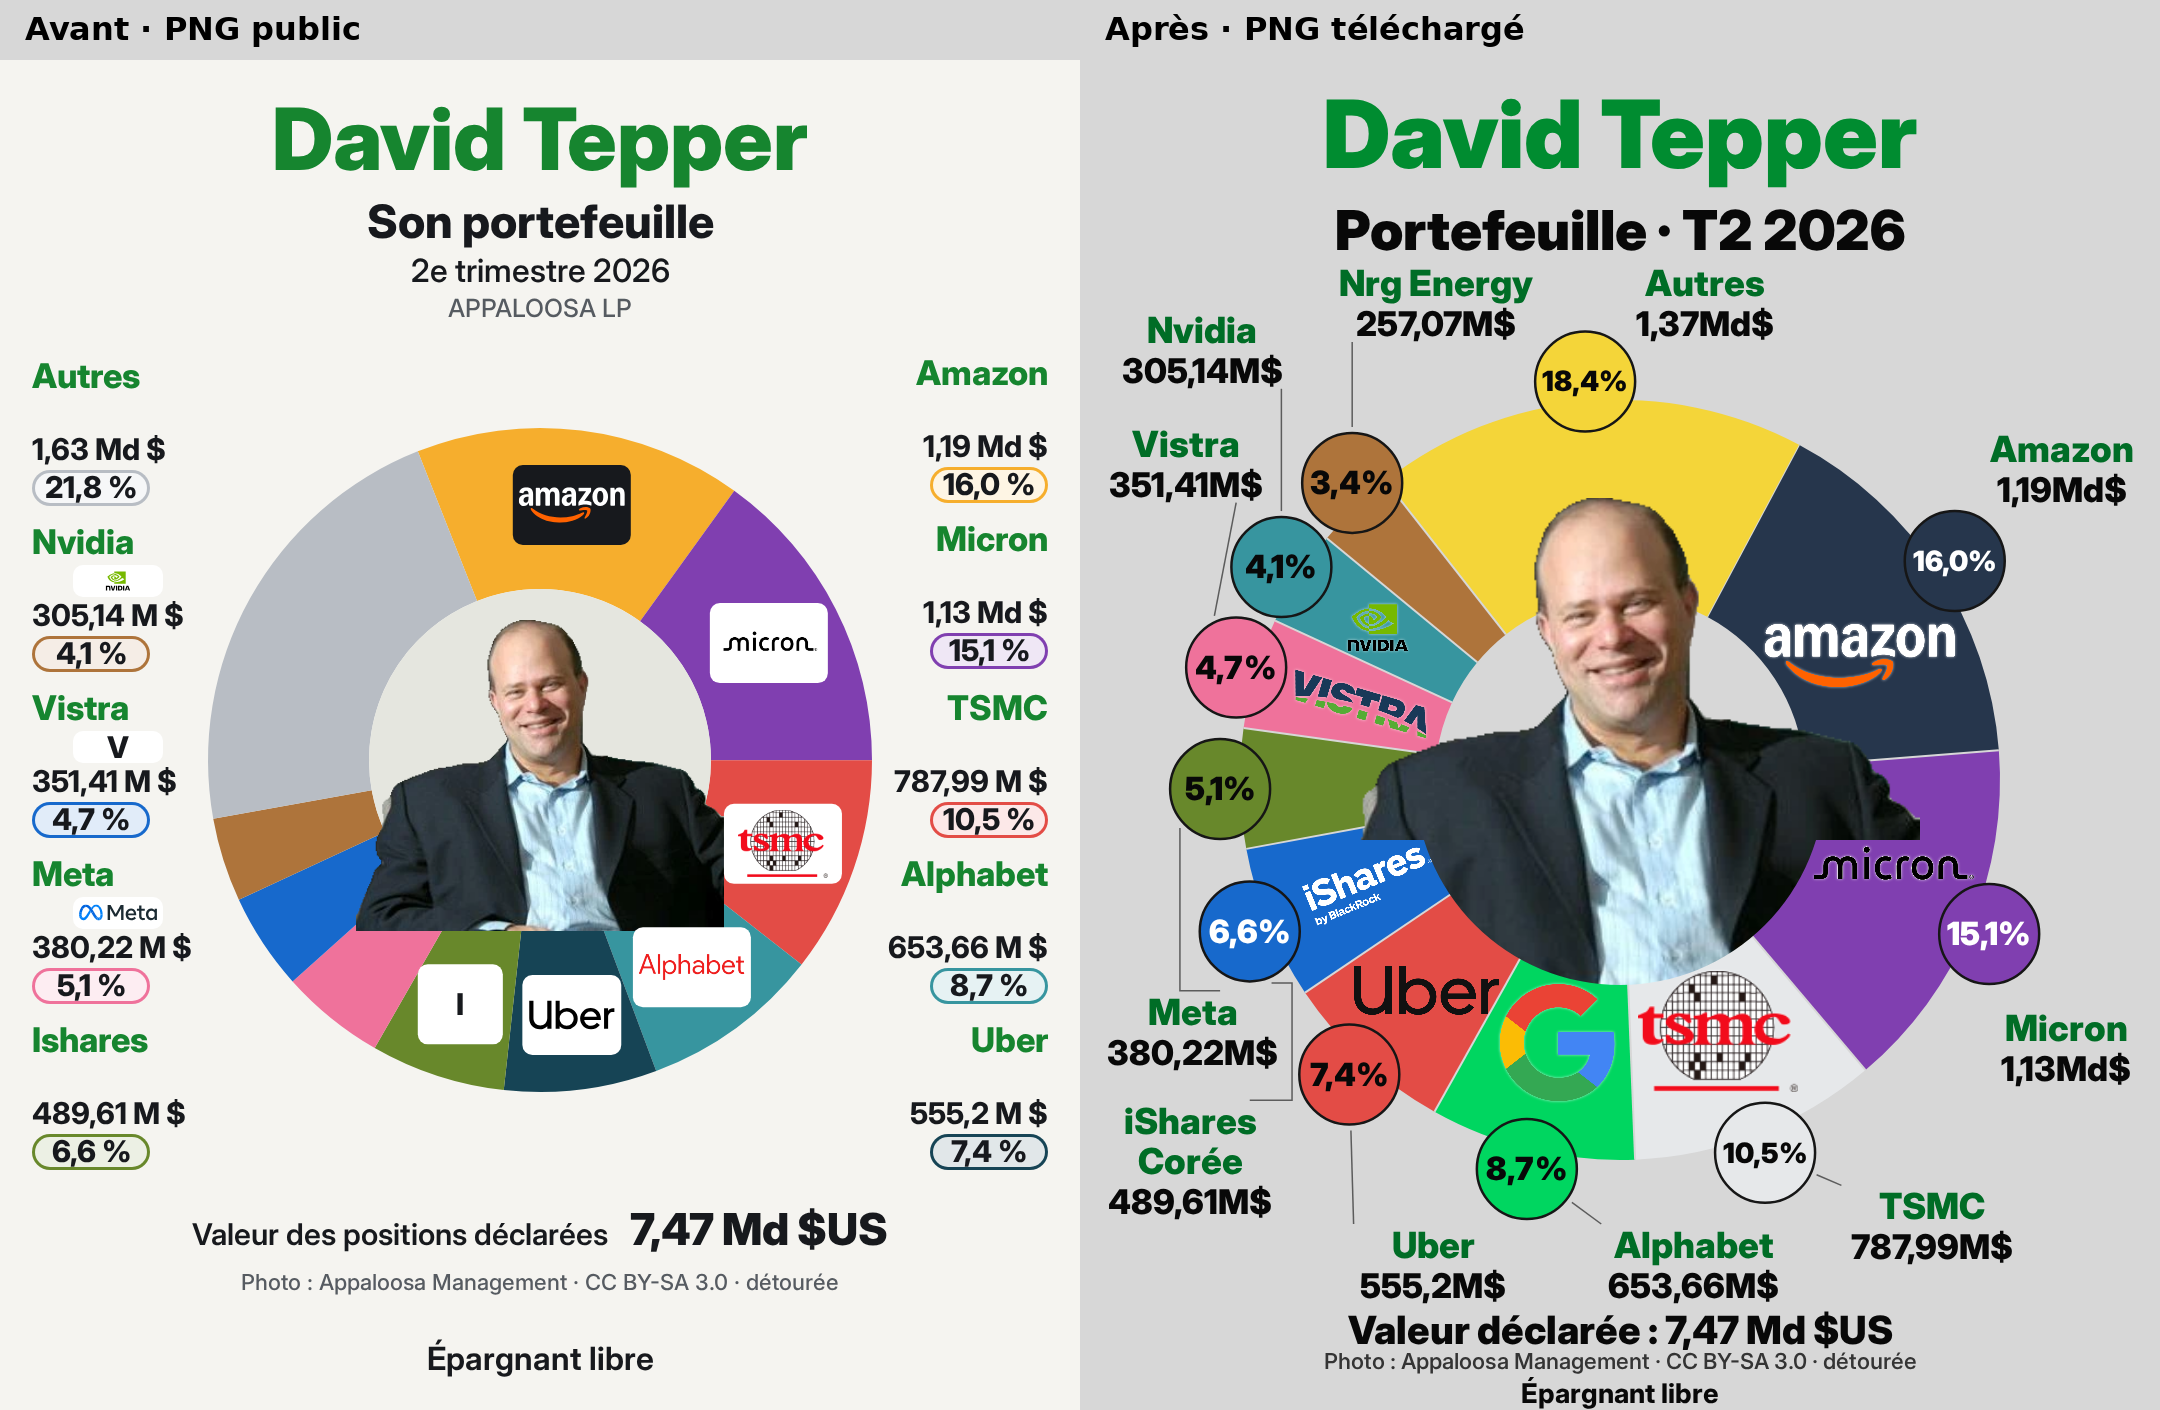 Avant · PNG public
David Tepper
Son portefeuille
2e trimestre 2026
APPALOOSA LP
Autres
1,63 Md $
21,8 %
Nvidia
NVIDIA
305,14 M $
4,1 %
Vistra
V
351,41 M $
4,7 %
Meta
Meta
380,22 M $
5,1 %
Ishares
489,61 M $
6,6 %
amazon
micron
tsmc
®
Alphabet
Uber
I
Amazon
1,19 Md $
16,0 %
Micron
1,13 Md $
15,1 %
TSMC
787,99 M $
10,5 %
Alphabet
653,66 M $
8,7 %
Uber
555,2 M $
7,4 %
Valeur des positions déclarées 7,47 Md $US
Photo : Appaloosa Management · CC BY-SA 3.0 · détourée
Épargnant libre
Après · PNG téléchargé
David Tepper
Portefeuille · T2 2026
Nrg Energy
257,07M$
Autres
1,37Md$
Nvidia
305,14M$
Vistra
351,41M$
18,4%
3,4%
4,1%
4,7%
5,1%
6,6%
7,4%
8,7%
10,5%
15,1%
16,0%
Amazon
1,19Md$
amazon
NVIDIA
VISTRA
iShares
by BlackRock
Uber
G
tsmc
®
micron
Meta
380,22M$
iShares
Corée
489,61M$
Micron
1,13Md$
TSMC
787,99M$
Uber
555,2M$
Alphabet
653,66M$
Valeur déclarée : 7,47 Md $US
Photo : Appaloosa Management · CC BY-SA 3.0 · détourée
Épargnant libre